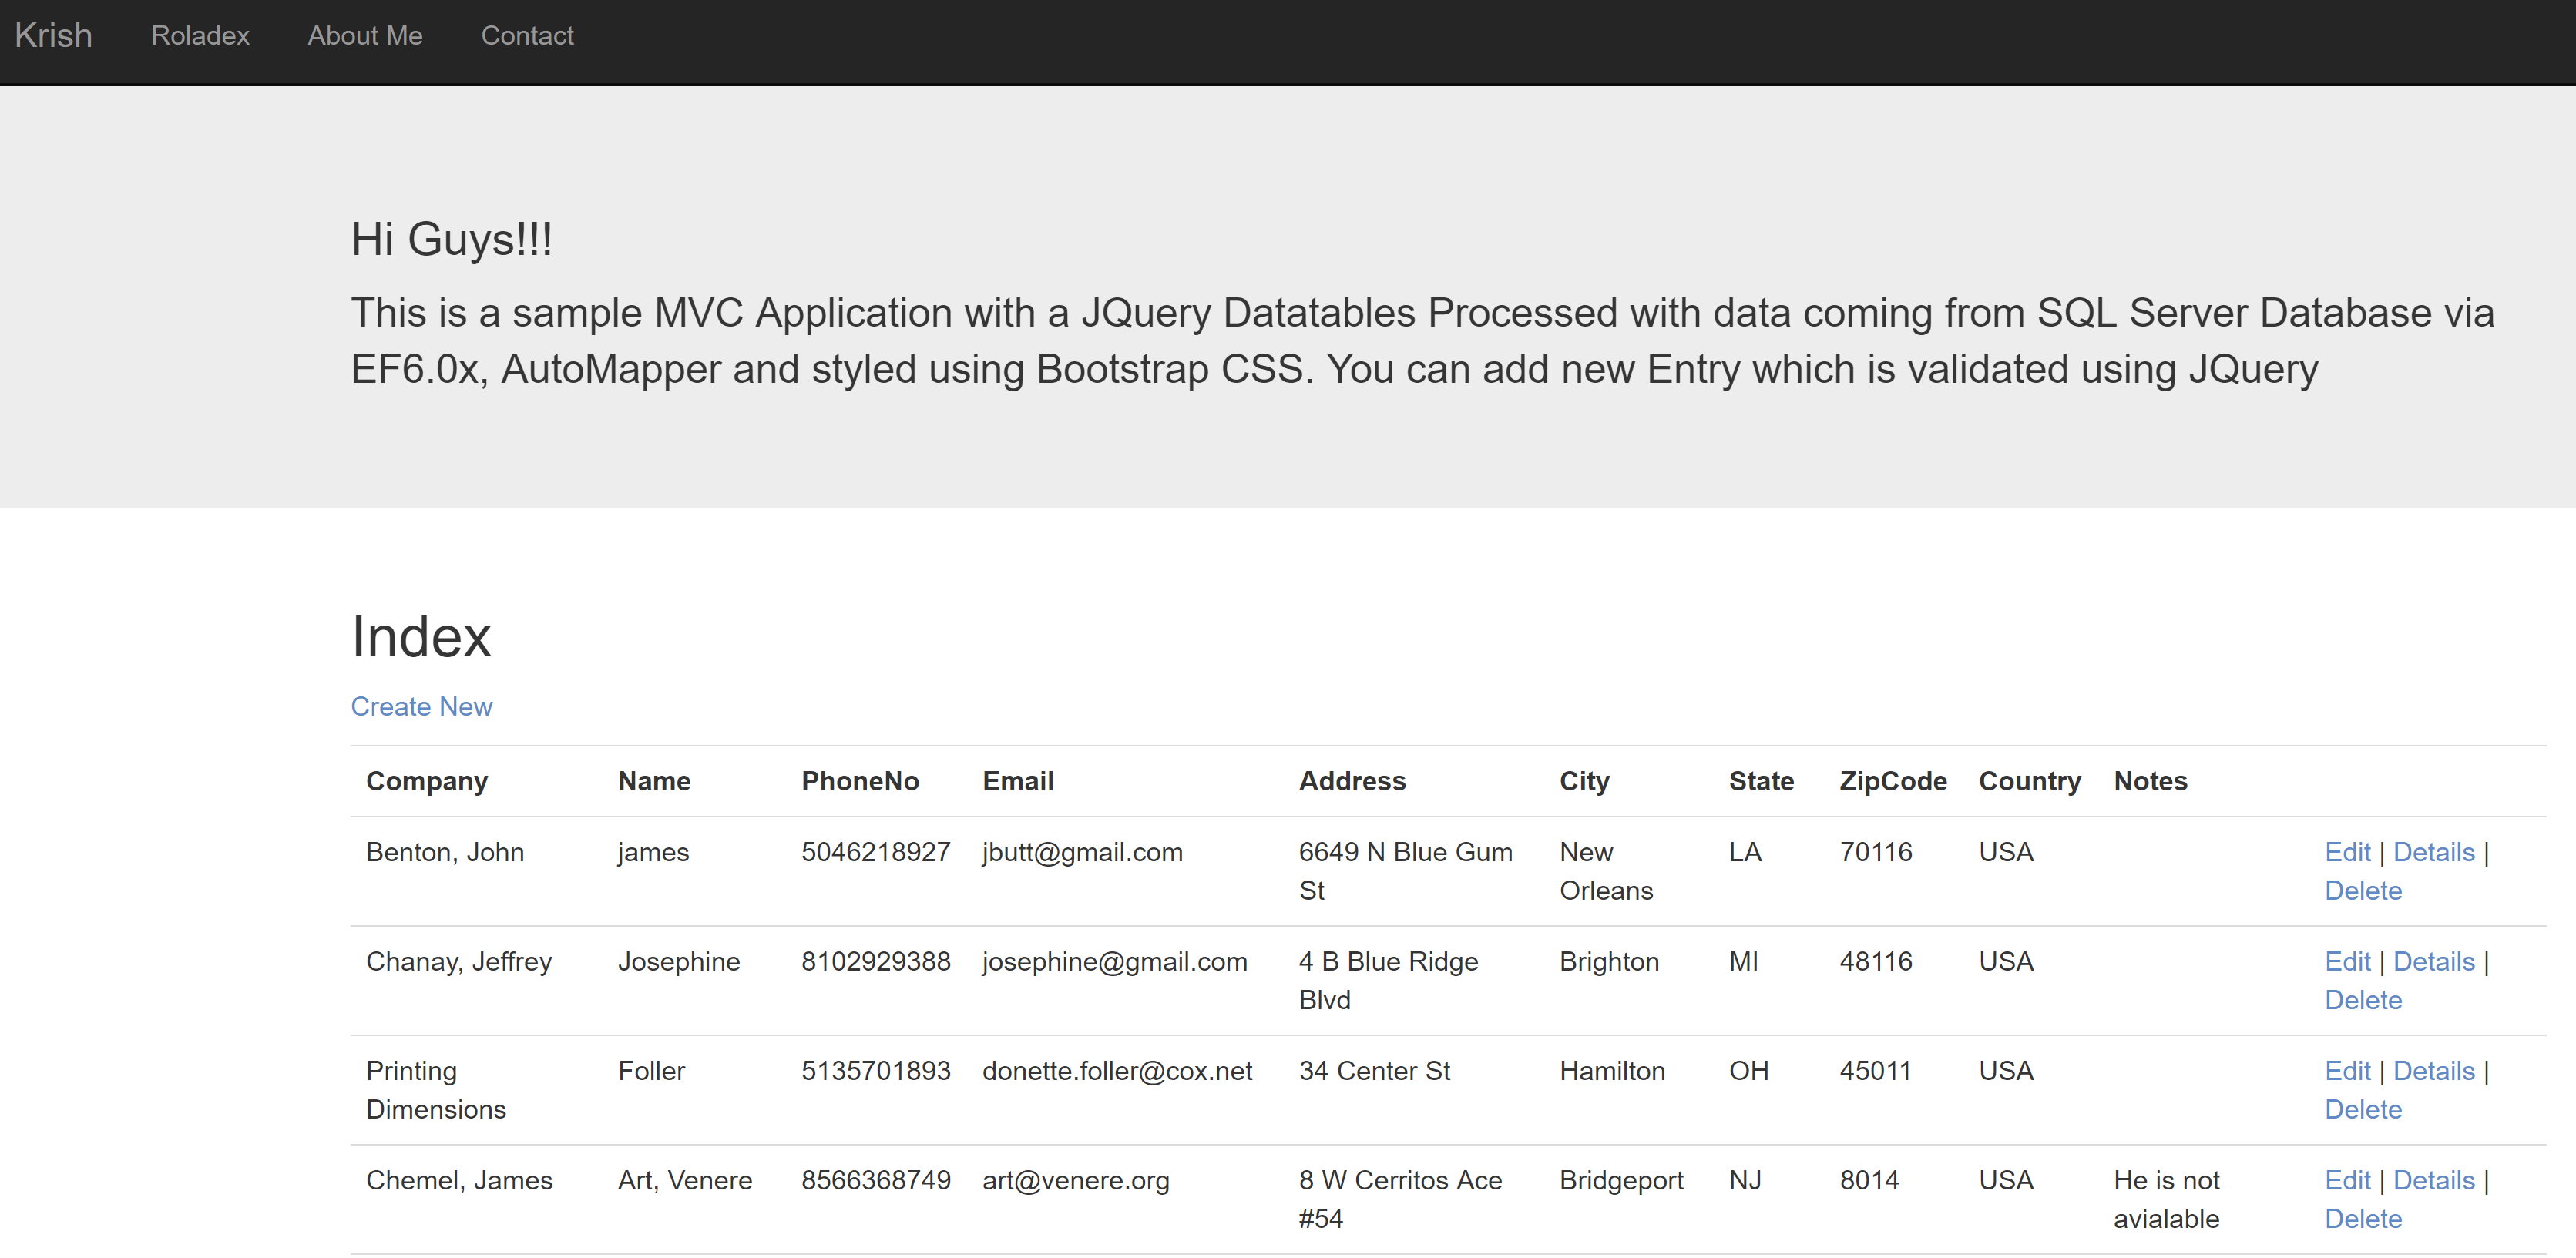 Krish Roladex About Me Contact
Hi Guys!!!
This is a sample MVC Application with a JQuery Datatables Processed with data coming from SQL Server Database via
EF6.0x, AutoMapper and styled using Bootstrap CSS. You can add new Entry which is validated using JQuery
Index
Create New
Company Name PhoneNo Email Address City State ZipCode Country Notes
Benton, John james 5046218927 jbutt@gmail.com 6649 N Blue Gum New LA 70116 USA Edit | Details |
St Orleans Delete
Chanay, Jeffrey Josephine 8102929388 josephine@gmail.com 4 B Blue Ridge Brighton MI 48116 USA Edit | Details |
Blvd Delete
Printing Foller 5135701893 donette.foller@cox.net 34 Center St Hamilton OH 45011 USA Edit | Details |
Dimensions Delete
Chemel, James Art, Venere 8566368749 art@venere.org 8 W Cerritos Ace Bridgeport NJ 8014 USA He is not Edit | Details |
#54 avialable Delete